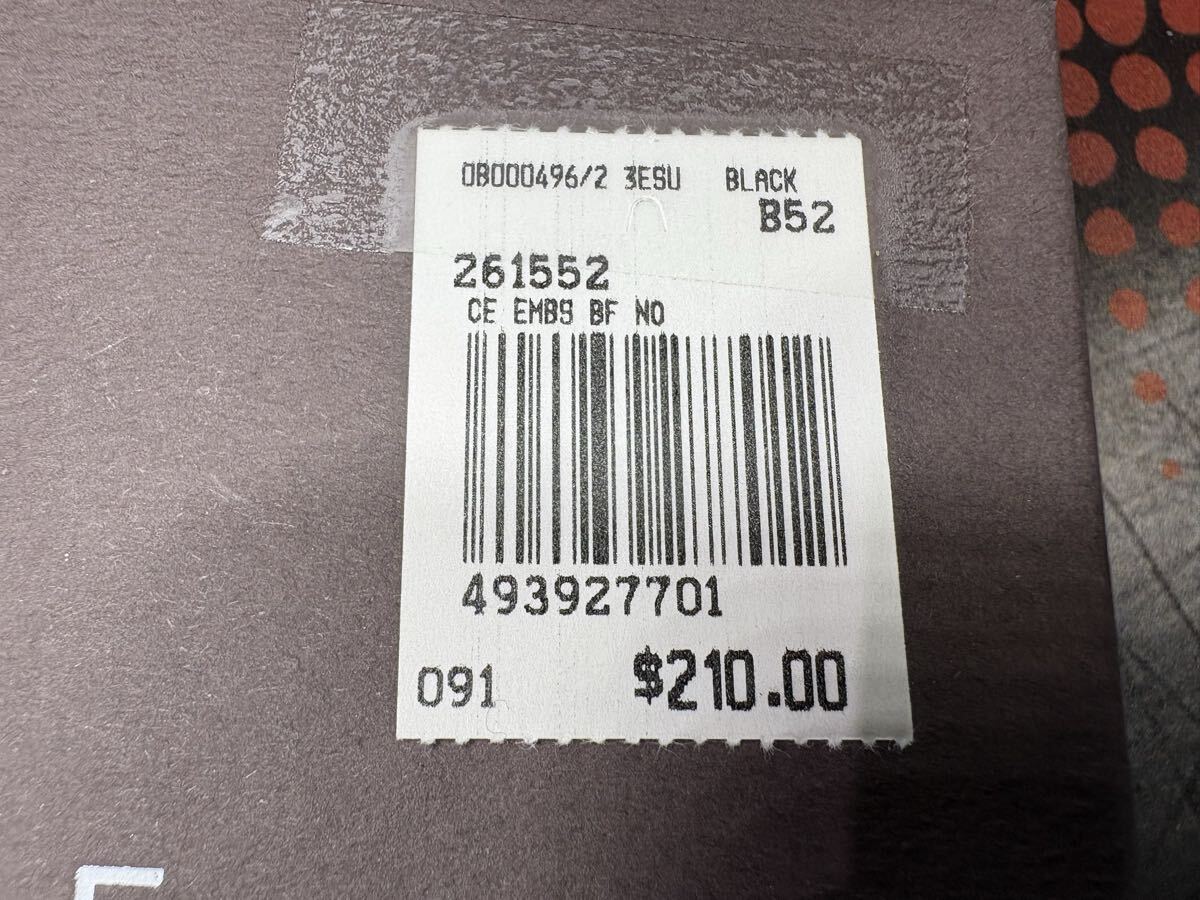 0B000496/2 3ESU BLACK
B52
261552
CE EMBS BF NO
493927701
091 $210.00